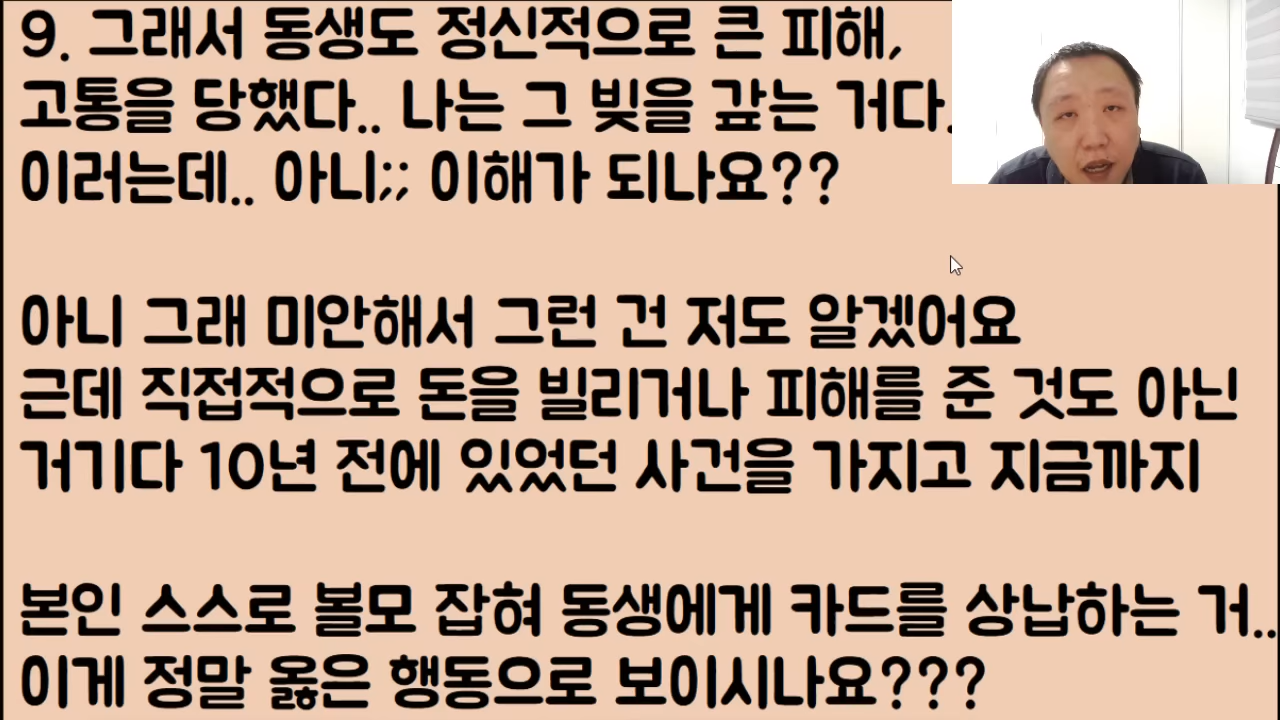 9. 그래서 동생도 정신적으로 큰 피해,
고통을 당했다.. 나는 그 빚을 갚는 거다.
이러는데.. 아니;; 이해가 되나요??
아니 그래 미안해서 그런 건 저도 알겠어요
근데 직접적으로 돈을 빌리거나 피해를 준 것도 아닌
거기다 10년 전에 있었던 사건을 가지고 지금까지
본인 스스로 볼모 잡혀 동생에게 카드를 상납하는 거..
이게 정말 옳은 행동으로 보이시나요???